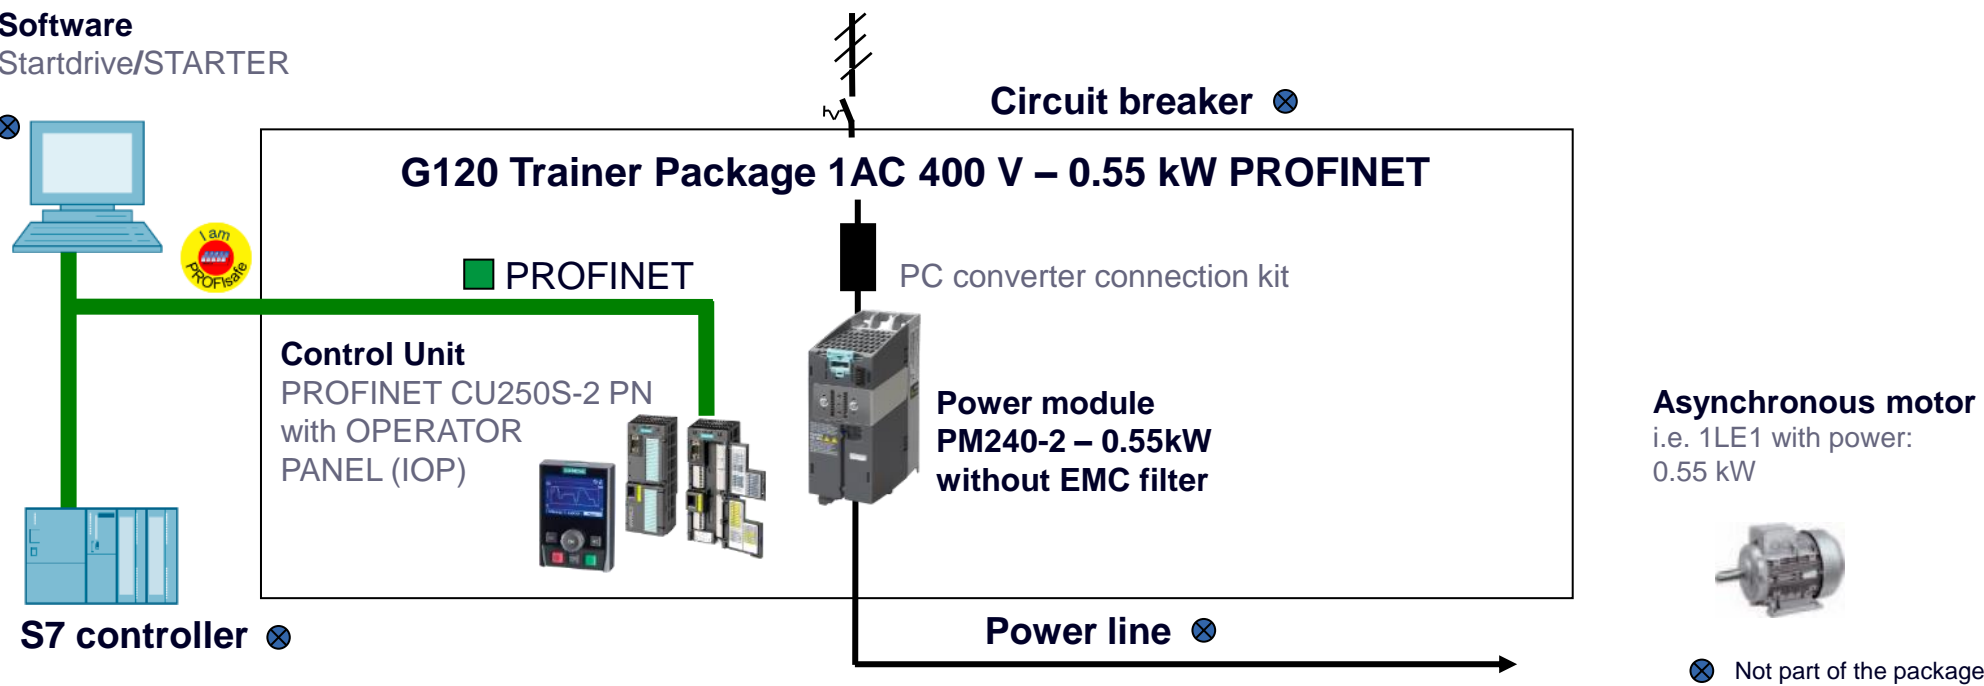 Software
Startdrive/STARTER
Circuit breaker
G120 Trainer Package 1AC 400 V – 0.55 kW PROFINET
I am
PROFIsafe
PROFINET
PC converter connection kit
Control Unit
PROFINET CU250S-2 PN
with OPERATOR
PANEL (IOP)
SIEMENS
Power module
PM240-2 – 0.55kW
without EMC filter
Asynchronous motor
i.e. 1LE1 with power:
0.55 kW
S7 controller
Power line
Not part of the package